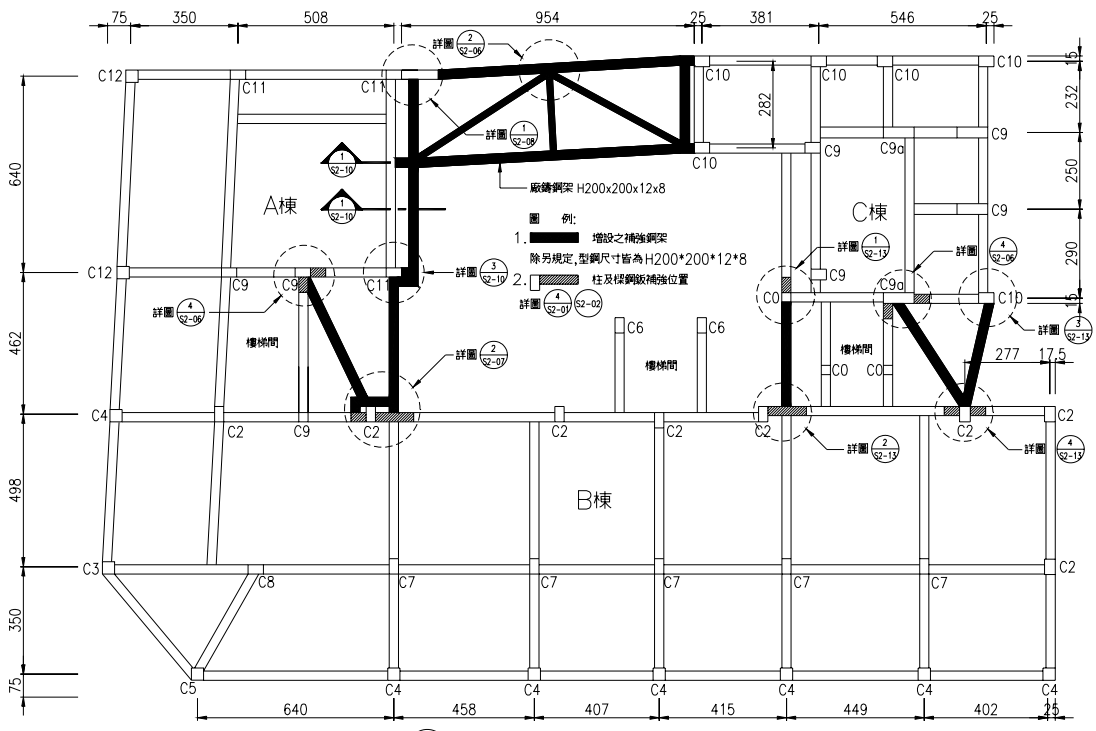 75 350 508 954 25 381 546 25
詳圖 2 S2-06
C12 C11 C11 C10 C10 C10 C10
15
232
282
詳圖 1 S2-08
C10 C9 C9a C9
1 S2-10
廠鑄鋼架 H200x200x12x8
640
250
A棟
1 S2-10
圖 例:
C棟
C9
1. 增設之補強鋼架
詳圖 1 S2-13
詳圖 4 S2-06
除另規定,型鋼尺寸皆為H200*200*12*8
290
C12 C9 C9 C11
詳圖 3 S2-10
2. 柱及樑鋼鈑補強位置
C9
C9a
C0
C10
15
詳圖 4 S2-01 S2-02
詳圖 4 S2-06
C6 C6
詳圖 3 S2-13
462
樓梯間
詳圖 2 S2-07
樓梯間
樓梯間
277 17.5
C0 C0
C4 C2 C9 C2 C2 C2 C2 C2 C2
詳圖 2 S2-13
詳圖 4 S2-13
498
B棟
C3 C8 C7 C7 C7 C7 C7 C2
350
75
C5 C4 C4 C4 C4 C4 C4
640 458 407 415 449 402 25